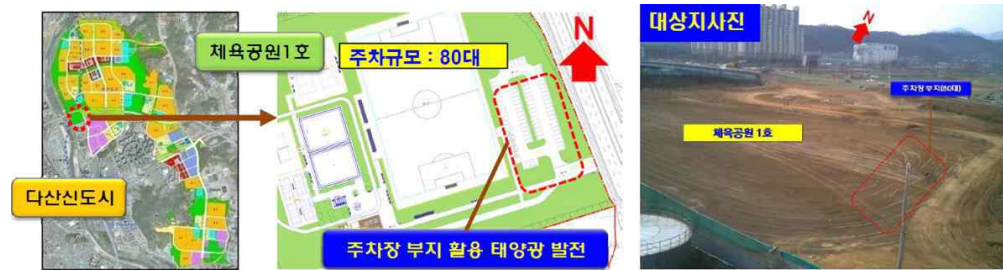 체육공원1호
다산신도시
주차규모 : 80대
N
주차장 부지 활용 태양광 발전
대상지사진
N
주차장 부지(80대)
체육공원 1호